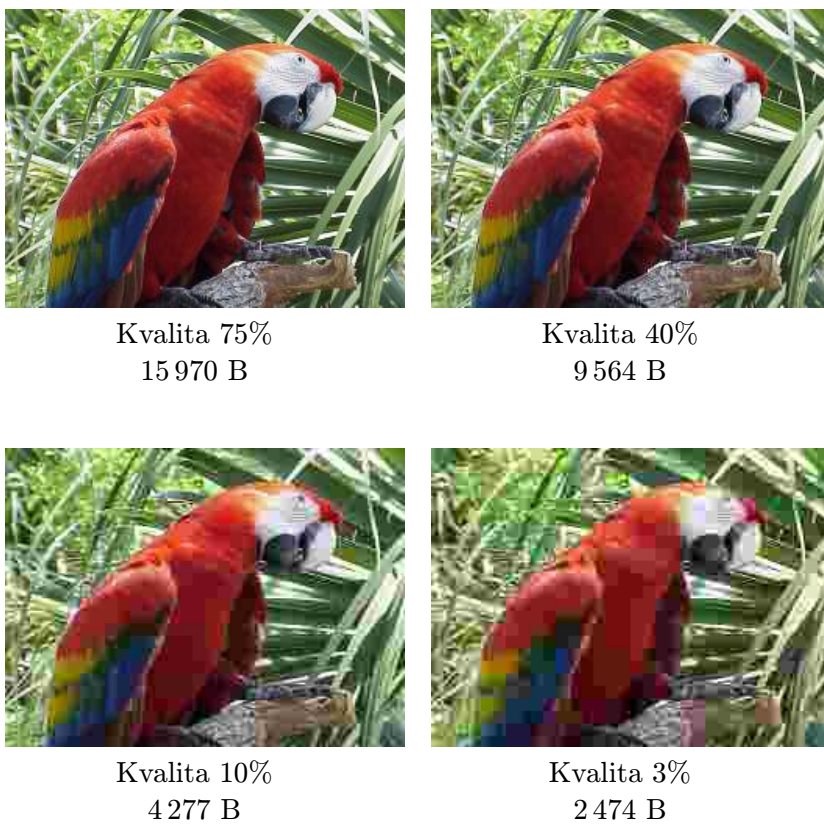 Kvalita 75%
15 970 B
Kvalita 40%
9 564 B
Kvalita 10%
4 277 B
Kvalita 3%
2 474 B